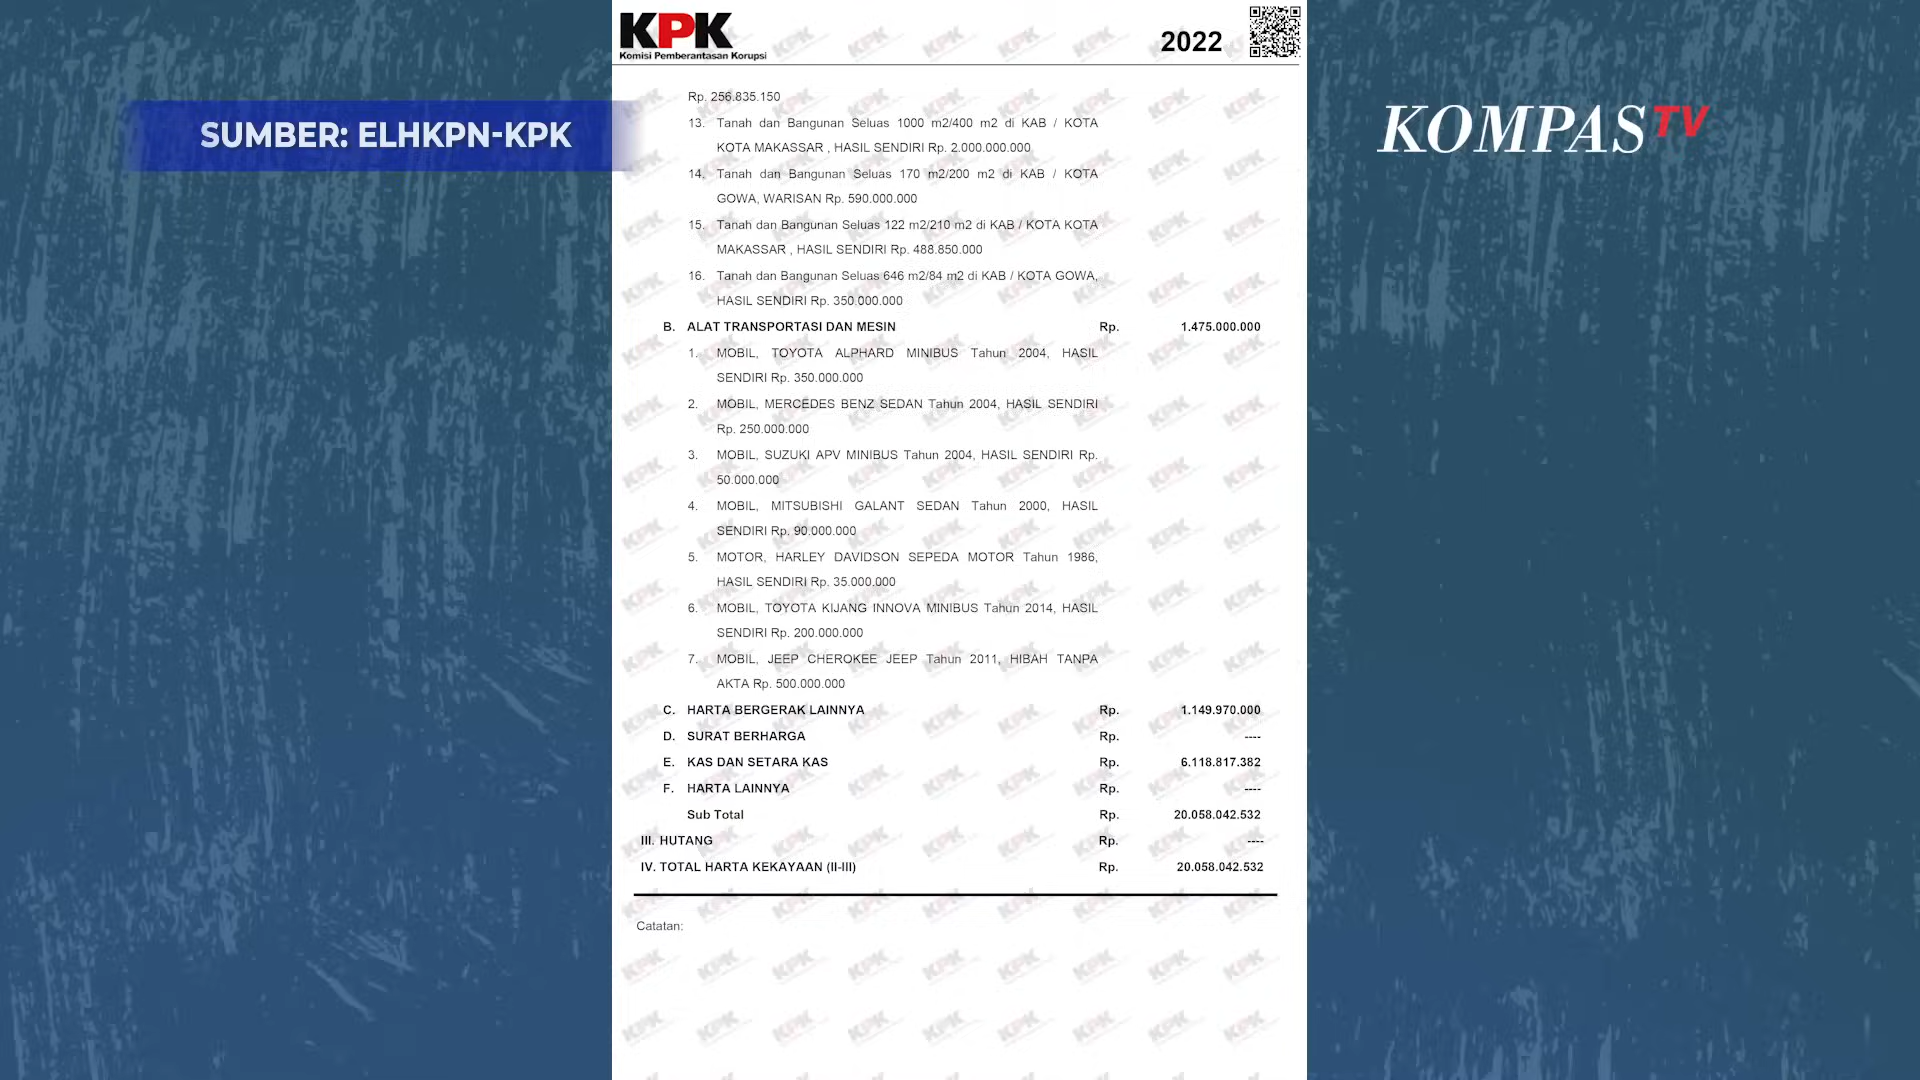 KPK
Komisi Pemberantasan Korupsi
2022
SUMBER: ELHKPN-KPK
KOMPAS TV
Rp. 256.835.150
13. Tanah dan Bangunan Seluas 1000 m2/400 m2 di KAB / KOTA
KOTA MAKASSAR , HASIL SENDIRI Rp. 2.000.000.000
14. Tanah dan Bangunan Seluas 170 m2/200 m2 di KAB / KOTA
GOWA, WARISAN Rp. 590.000.000
15. Tanah dan Bangunan Seluas 122 m2/210 m2 di KAB / KOTA KOTA
MAKASSAR , HASIL SENDIRI Rp. 488.850.000
16. Tanah dan Bangunan Seluas 646 m2/84 m2 di KAB / KOTA GOWA,
HASIL SENDIRI Rp. 350.000.000
B. ALAT TRANSPORTASI DAN MESIN Rp. 1.475.000.000
1. MOBIL, TOYOTA ALPHARD MINIBUS Tahun 2004, HASIL
SENDIRI Rp. 350.000.000
2. MOBIL, MERCEDES BENZ SEDAN Tahun 2004, HASIL SENDIRI
Rp. 250.000.000
3. MOBIL, SUZUKI APV MINIBUS Tahun 2004, HASIL SENDIRI Rp.
50.000.000
4. MOBIL, MITSUBISHI GALANT SEDAN Tahun 2000, HASIL
SENDIRI Rp. 90.000.000
5. MOTOR, HARLEY DAVIDSON SEPEDA MOTOR Tahun 1986,
HASIL SENDIRI Rp. 35.000.000
6. MOBIL, TOYOTA KIJANG INNOVA MINIBUS Tahun 2014, HASIL
SENDIRI Rp. 200.000.000
7. MOBIL, JEEP CHEROKEE JEEP Tahun 2011, HIBAH TANPA
AKTA Rp. 500.000.000
C. HARTA BERGERAK LAINNYA Rp. 1.149.970.000
D. SURAT BERHARGA Rp. ----
E. KAS DAN SETARA KAS Rp. 6.118.817.382
F. HARTA LAINNYA Rp. ----
Sub Total Rp. 20.058.042.532
III. HUTANG Rp. ----
IV. TOTAL HARTA KEKAYAAN (II-III) Rp. 20.058.042.532
Catatan: